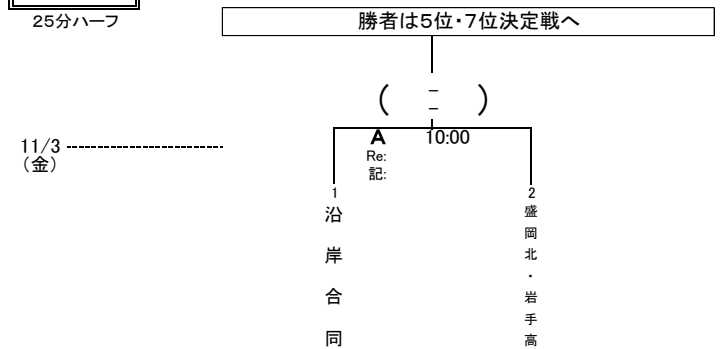 25分ハーフ
勝者は5位・7位決定戦へ
( - - )
11/3
(金)
A 10:00
Re:
記:
1
沿岸合同
2
盛岡北・岩手高